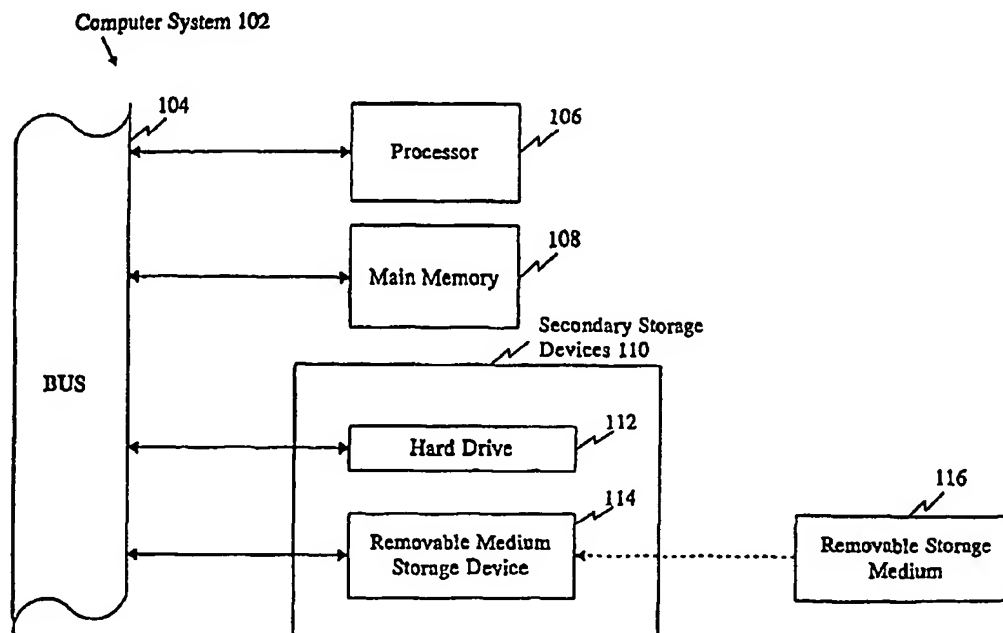 Computer System 102
104
106
Processor
108
Main Memory
Secondary Storage
Devices 110
BUS
112
Hard Drive
114
116
Removable Medium
Storage Device
Removable Storage
Medium